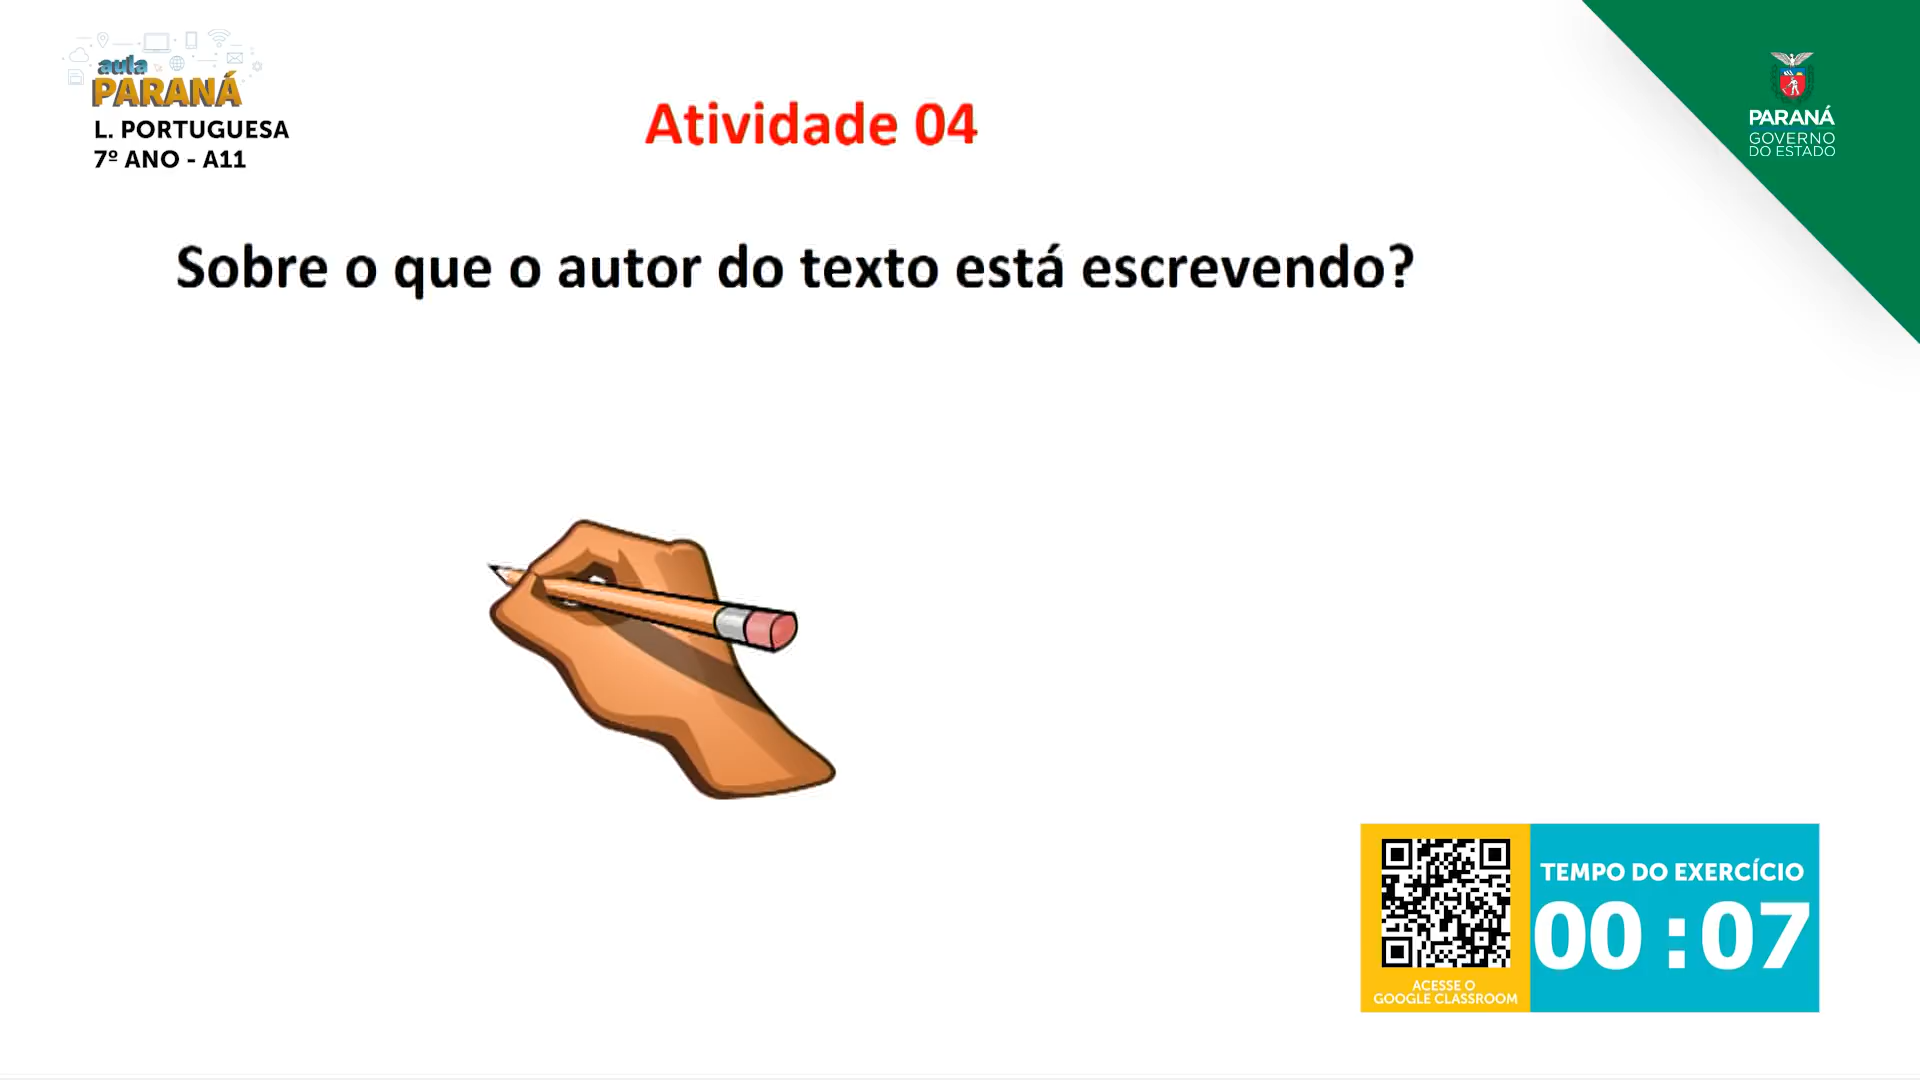 aula
PARANÁ
L. PORTUGUESA
7º ANO - A11
Atividade 04
PARANÁ
GOVERNO
DO ESTADO
Sobre o que o autor do texto está escrevendo?
TEMPO DO EXERCÍCIO
00 : 07
ACESSE O
GOOGLE CLASSROOM